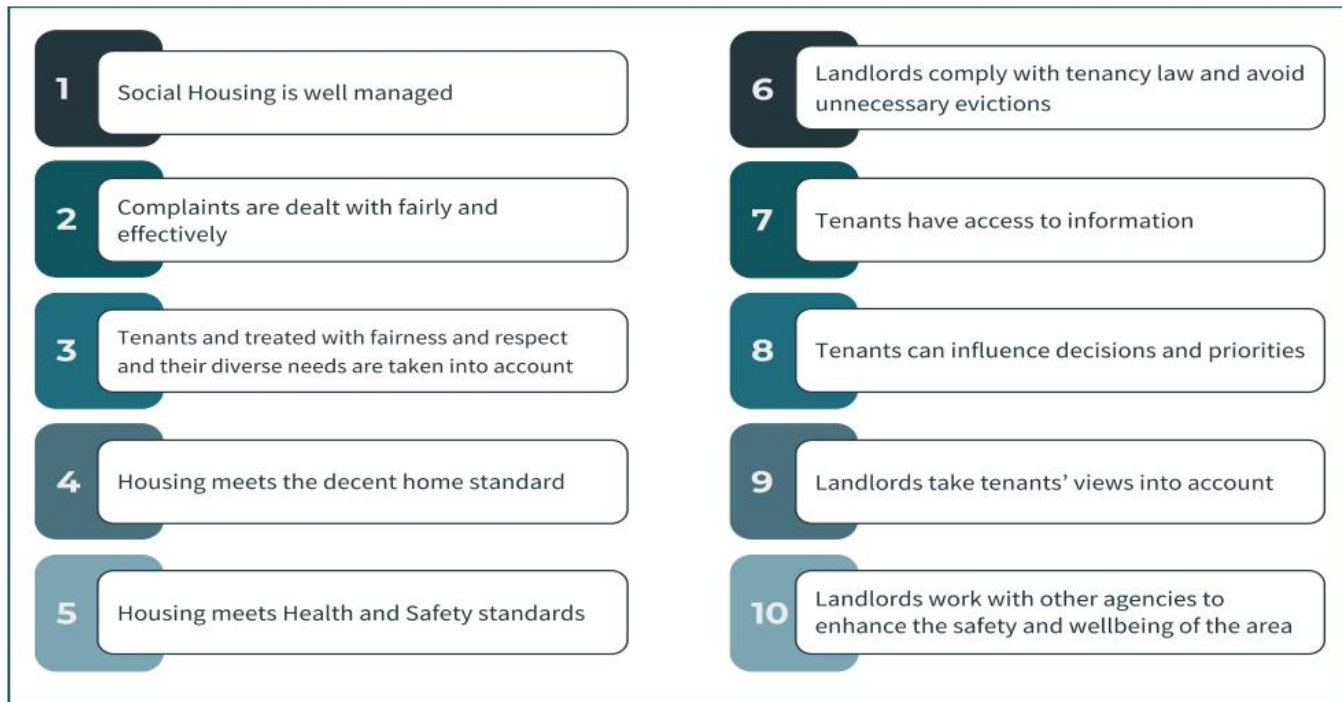 1
Social Housing is well managed
2
Complaints are dealt with fairly and
effectively
3
Tenants and treated with fairness and respect
and their diverse needs are taken into account
4
Housing meets the decent home standard
5
Housing meets Health and Safety standards
6
Landlords comply with tenancy law and avoid
unnecessary evictions
7
Tenants have access to information
8
Tenants can influence decisions and priorities
9
Landlords take tenants’ views into account
10
Landlords work with other agencies to
enhance the safety and wellbeing of the area